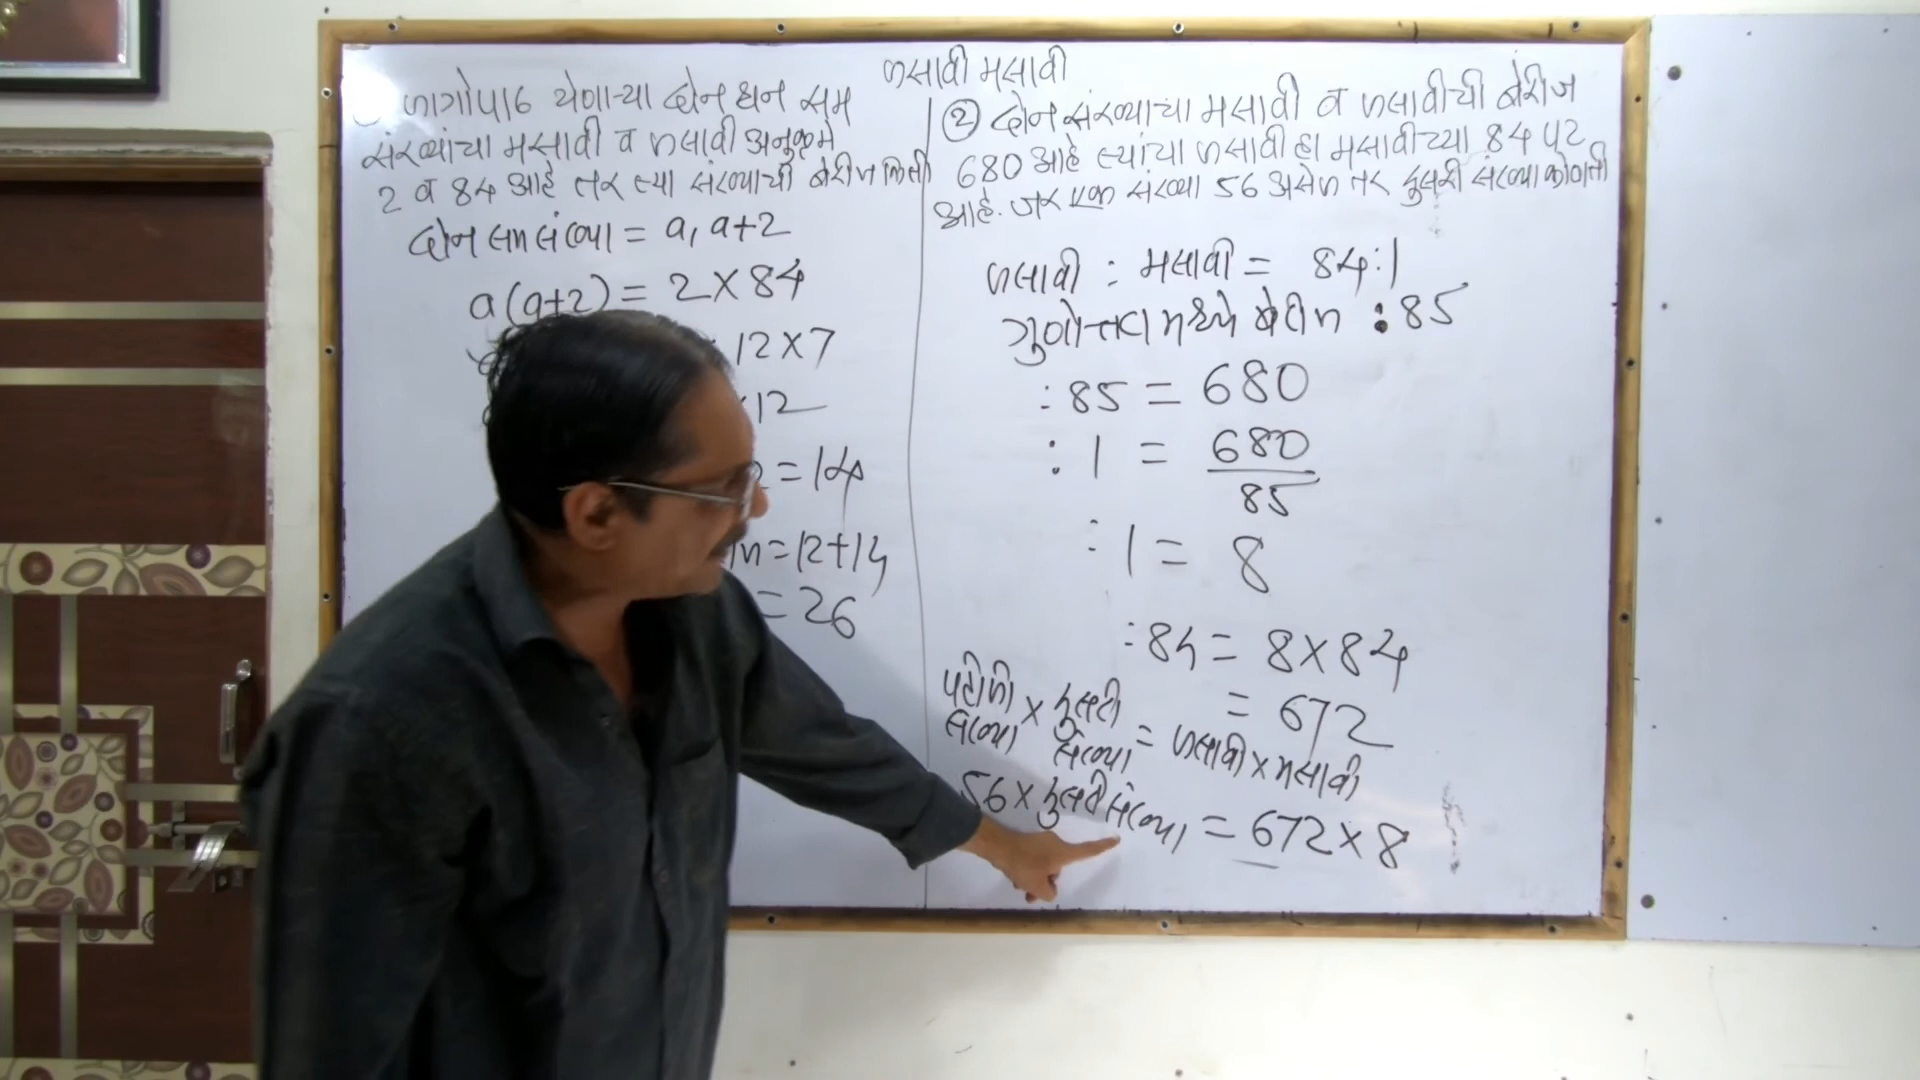 लसावी मसावी
लागोपाठ येणाऱ्या दोन धन सम
संख्यांचा मसावी व लसावी अनुक्रमे
2 व 84 आहे तर त्या संख्यांची बेरीज किती
दोन सम संख्या = a, a+2
a(a+2) = 2×84
12×7
12
2 = 14
= 12+14
= 26
② दोन संख्यांचा मसावी व लसावीची बेरीज
680 आहे त्यांचा लसावी हा मसावीच्या 84 पट
आहे. जर एक संख्या 56 असेल तर दुसरी संख्या कोणती
लसावी : मसावी = 84:1
गुणोत्तरामध्ये बेरीज : 85
: 85 = 680
: 1 = 680
85
: 1 = 8
: 84 = 8×84
= 672
पहिली संख्या × दुसरी संख्या = लसावी × मसावी
56 × दुसरी संख्या = 672×8